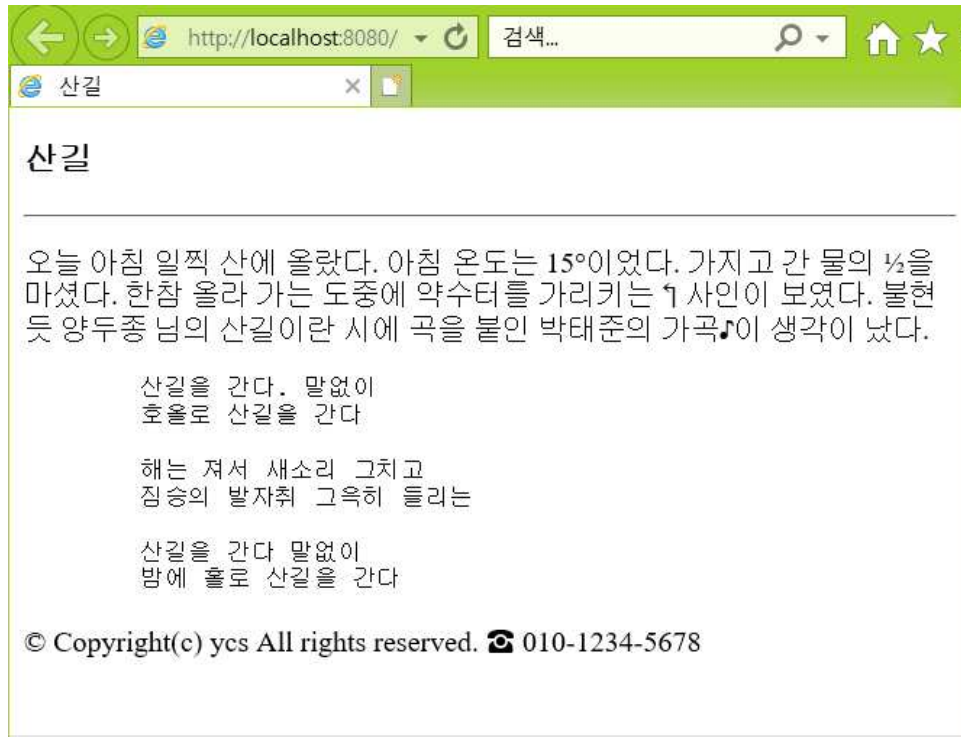 http://localhost:8080/
검색...
산길
산길
오늘 아침 일찍 산에 올랐다. 아침 온도는 15°이었다. 가지고 간 물의 ½을
마셨다. 한참 올라 가는 도중에 약수터를 가리키는 ↰ 사인이 보였다. 불현
듯 양두종 님의 산길이란 시에 곡을 붙인 박태준의 가곡♪이 생각이 났다.
산길을 간다. 말없이
호올로 산길을 간다
해는 져서 새소리 그치고
짐승의 발자취 그윽히 들리는
산길을 간다 말없이
밤에 홀로 산길을 간다
© Copyright(c) ycs All rights reserved. ☎ 010-1234-5678